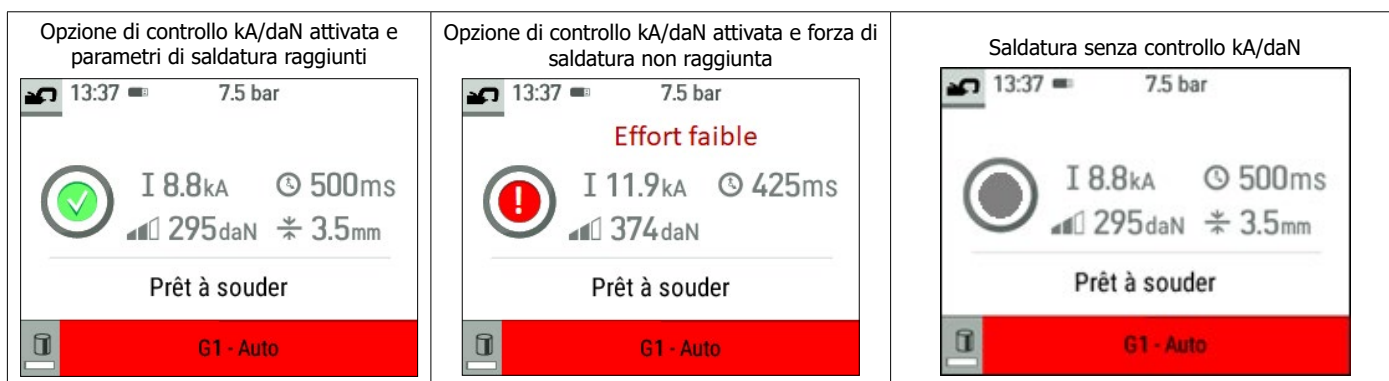 Opzione di controllo kA/daN attivata e
parametri di saldatura raggiunti
13:37 7.5 bar
I 8.8kA 500ms
295daN 3.5mm
Prêt à souder
G1 - Auto
Opzione di controllo kA/daN attivata e forza di
saldatura non raggiunta
13:37 7.5 bar
Effort faible
I 11.9kA 425ms
374daN
Prêt à souder
G1 - Auto
Saldatura senza controllo kA/daN
13:37 7.5 bar
I 8.8kA 500ms
295daN 3.5mm
Prêt à souder
G1 - Auto